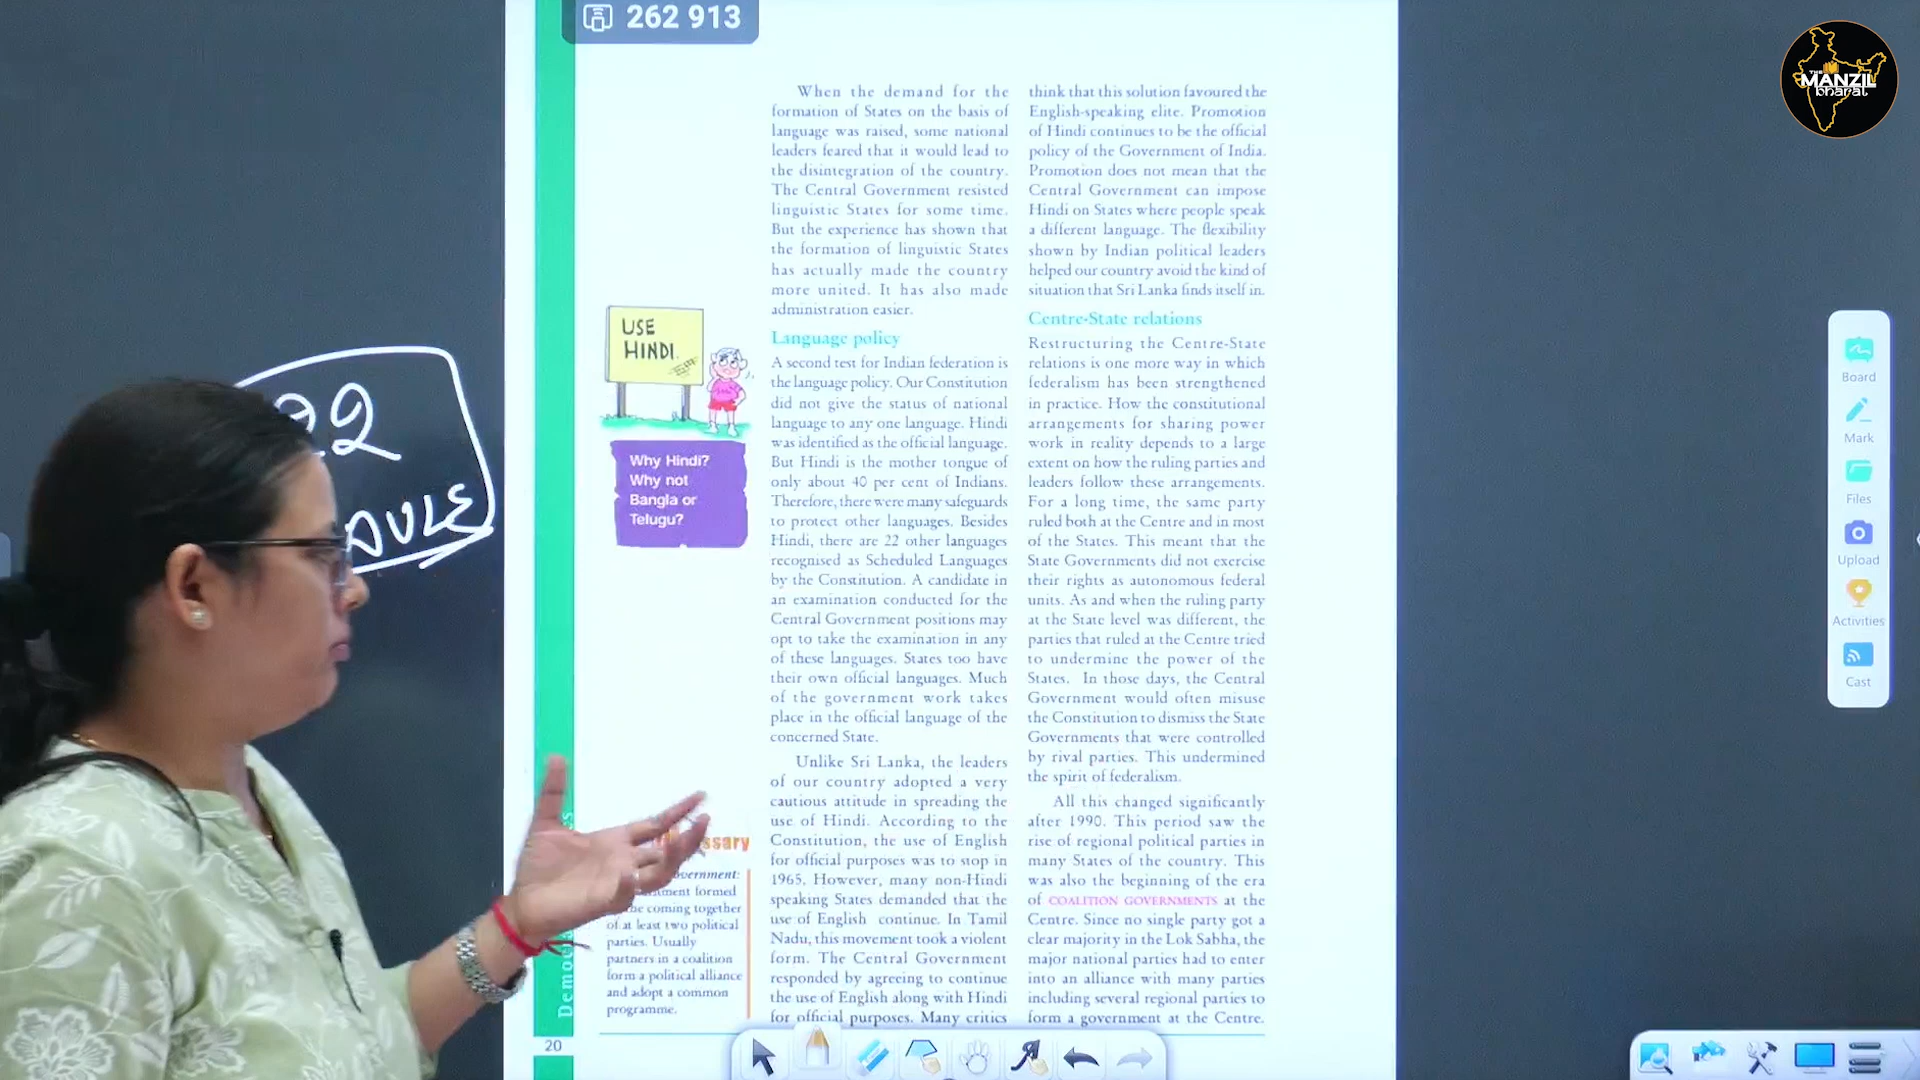 262 913
THE
MANZIL
bharat
22
USE
HINDI.
Why Hindi?
Why not
Bangla or
Telugu?
of at least two political
parties. Usually
partners in a coalition
form a political alliance
and adopt a common
programme.
20
When the demand for the
formation of States on the basis of
language was raised, some national
leaders feared that it would lead to
the disintegration of the country.
The Central Government resisted
linguistic States for some time.
But the experience has shown that
the formation of linguistic States
has actually made the country
more united. It has also made
administration easier.
Language policy
A second test for Indian federation is
the language policy. Our Constitution
did not give the status of national
language to any one language. Hindi
was identified as the official language.
But Hindi is the mother tongue of
only about 40 per cent of Indians.
Therefore, there were many safeguards
to protect other languages. Besides
Hindi, there are 22 other languages
recognised as Scheduled Languages
by the Constitution. A candidate in
an examination conducted for the
Central Government positions may
opt to take the examination in any
of these languages. States too have
their own official languages. Much
of the government work takes
place in the official language of the
concerned State.
Unlike Sri Lanka, the leaders
of our country adopted a very
cautious attitude in spreading the
use of Hindi. According to the
Constitution, the use of English
for official purposes was to stop in
1965. However, many non-Hindi
speaking States demanded that the
use of English continue. In Tamil
Nadu, this movement took a violent
form. The Central Government
responded by agreeing to continue
the use of English along with Hindi
for official purposes. Many critics
think that this solution favoured the
English-speaking elite. Promotion
of Hindi continues to be the official
policy of the Government of India.
Promotion does not mean that the
Central Government can impose
Hindi on States where people speak
a different language. The flexibility
shown by Indian political leaders
helped our country avoid the kind of
situation that Sri Lanka finds itself in.
Centre-State relations
Restructuring the Centre-State
relations is one more way in which
federalism has been strengthened
in practice. How the constitutional
arrangements for sharing power
work in reality depends to a large
extent on how the ruling parties and
leaders follow these arrangements.
For a long time, the same party
ruled both at the Centre and in most
of the States. This meant that the
State Governments did not exercise
their rights as autonomous federal
units. As and when the ruling party
at the State level was different, the
parties that ruled at the Centre tried
to undermine the power of the
States. In those days, the Central
Government would often misuse
the Constitution to dismiss the State
Governments that were controlled
by rival parties. This undermined
the spirit of federalism.
All this changed significantly
after 1990. This period saw the
rise of regional political parties in
many States of the country. This
was also the beginning of the era
of COALITION GOVERNMENTS at the
Centre. Since no single party got a
clear majority in the Lok Sabha, the
major national parties had to enter
into an alliance with many parties
including several regional parties to
form a government at the Centre.
Board
Mark
Files
Upload
Activities
Cast